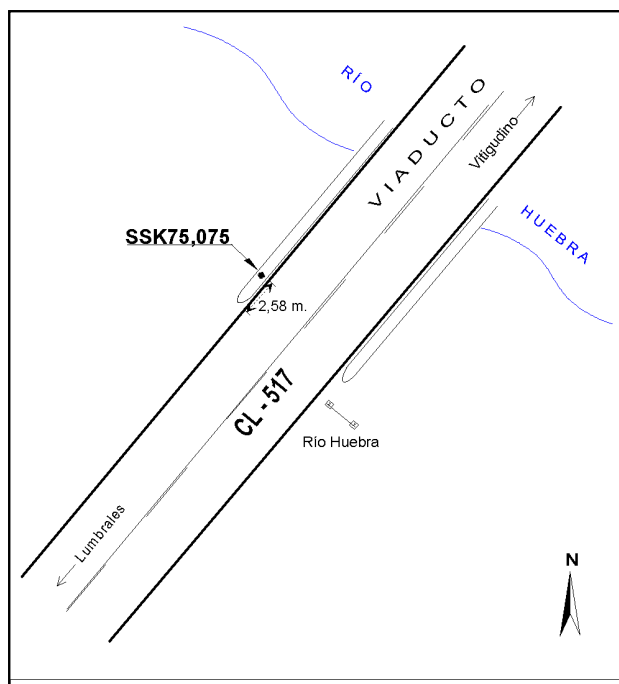 RÍO
VIADUCTO
Vitigudino
HUEBRA
SSK75,075
2,58 m.
CL - 517
Río Huebra
Lumbrales
N